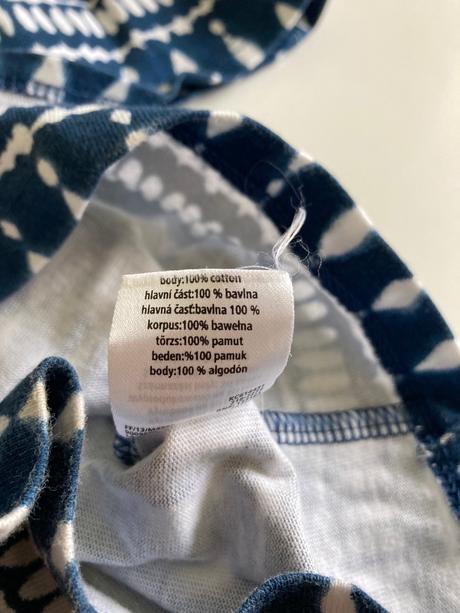 body:100% cotton
hlavní část:100 % bavlna
hlavná časť:bavlna 100 %
korpus:100% bawełna
törzs:100% pamut
beden:%100 pamuk
body:100 % algodón